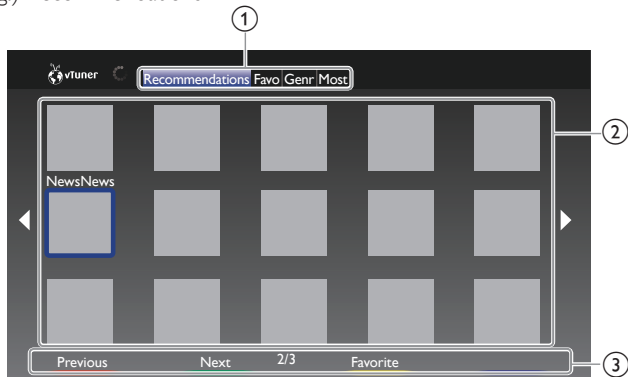 1
vTuner
Recommendations Favo Genr Most
2
NewsNews
Previous Next 2/3 Favorite
3